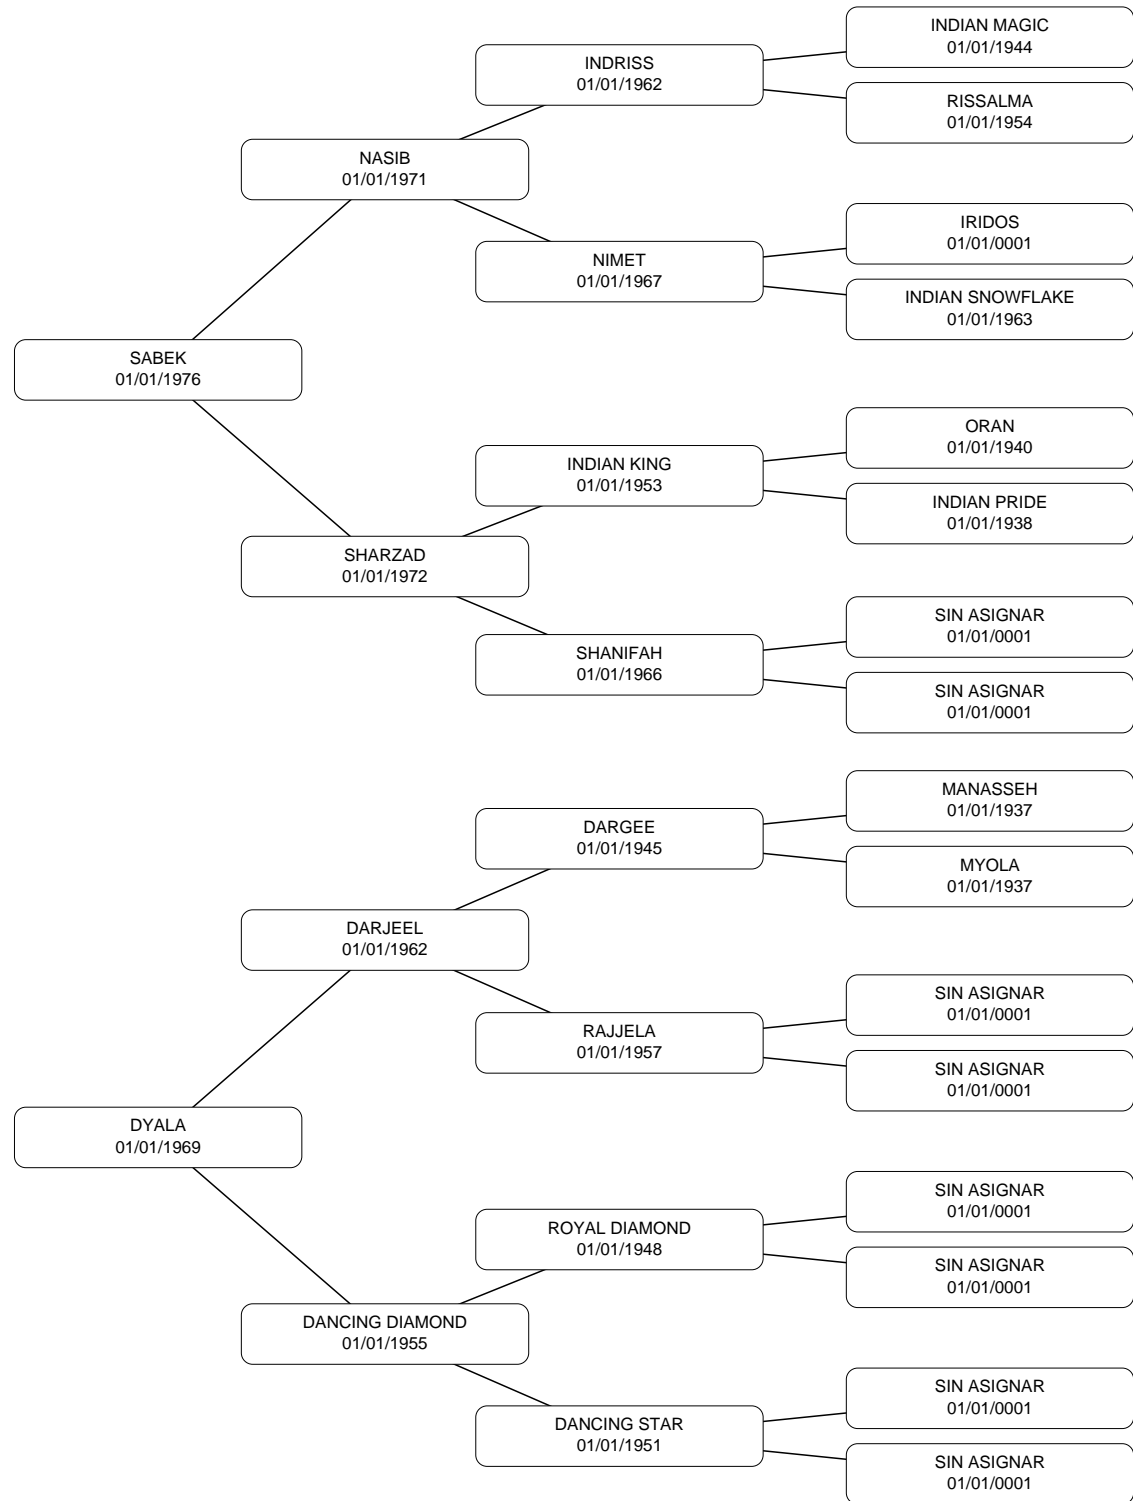 INDIAN MAGIC
01/01/1944
INDRISS
01/01/1962
RISSALMA
01/01/1954
NASIB
01/01/1971
IRIDOS
01/01/0001
NIMET
01/01/1967
INDIAN SNOWFLAKE
01/01/1963
SABEK
01/01/1976
ORAN
01/01/1940
INDIAN KING
01/01/1953
INDIAN PRIDE
01/01/1938
SHARZAD
01/01/1972
SIN ASIGNAR
01/01/0001
SHANIFAH
01/01/1966
SIN ASIGNAR
01/01/0001
MANASSEH
01/01/1937
DARGEE
01/01/1945
MYOLA
01/01/1937
DARJEEL
01/01/1962
SIN ASIGNAR
01/01/0001
RAJJELA
01/01/1957
SIN ASIGNAR
01/01/0001
DYALA
01/01/1969
SIN ASIGNAR
01/01/0001
ROYAL DIAMOND
01/01/1948
SIN ASIGNAR
01/01/0001
DANCING DIAMOND
01/01/1955
SIN ASIGNAR
01/01/0001
DANCING STAR
01/01/1951
SIN ASIGNAR
01/01/0001